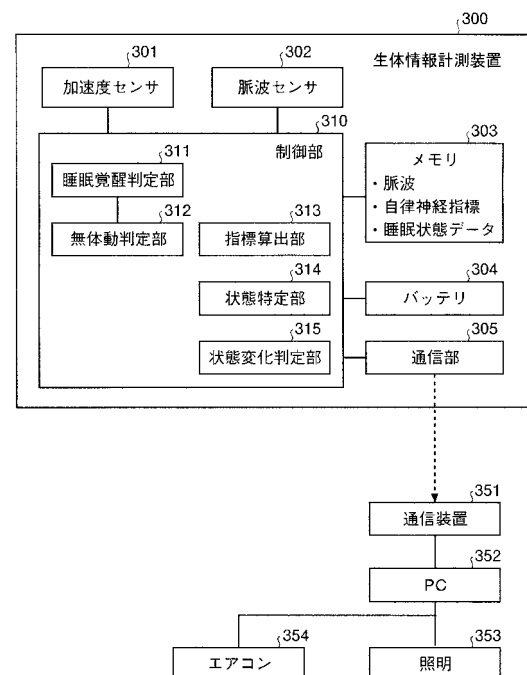 300
生体情報計測装置
301
302
加速度センサ
脈波センサ
310
制御部
303
メモリ
・脈波
・自律神経指標
・睡眠状態データ
311
睡眠覚醒判定部
312
無体動判定部
313
指標算出部
314
状態特定部
304
バッテリ
315
状態変化判定部
305
通信部
351
通信装置
352
PC
354
エアコン
353
照明